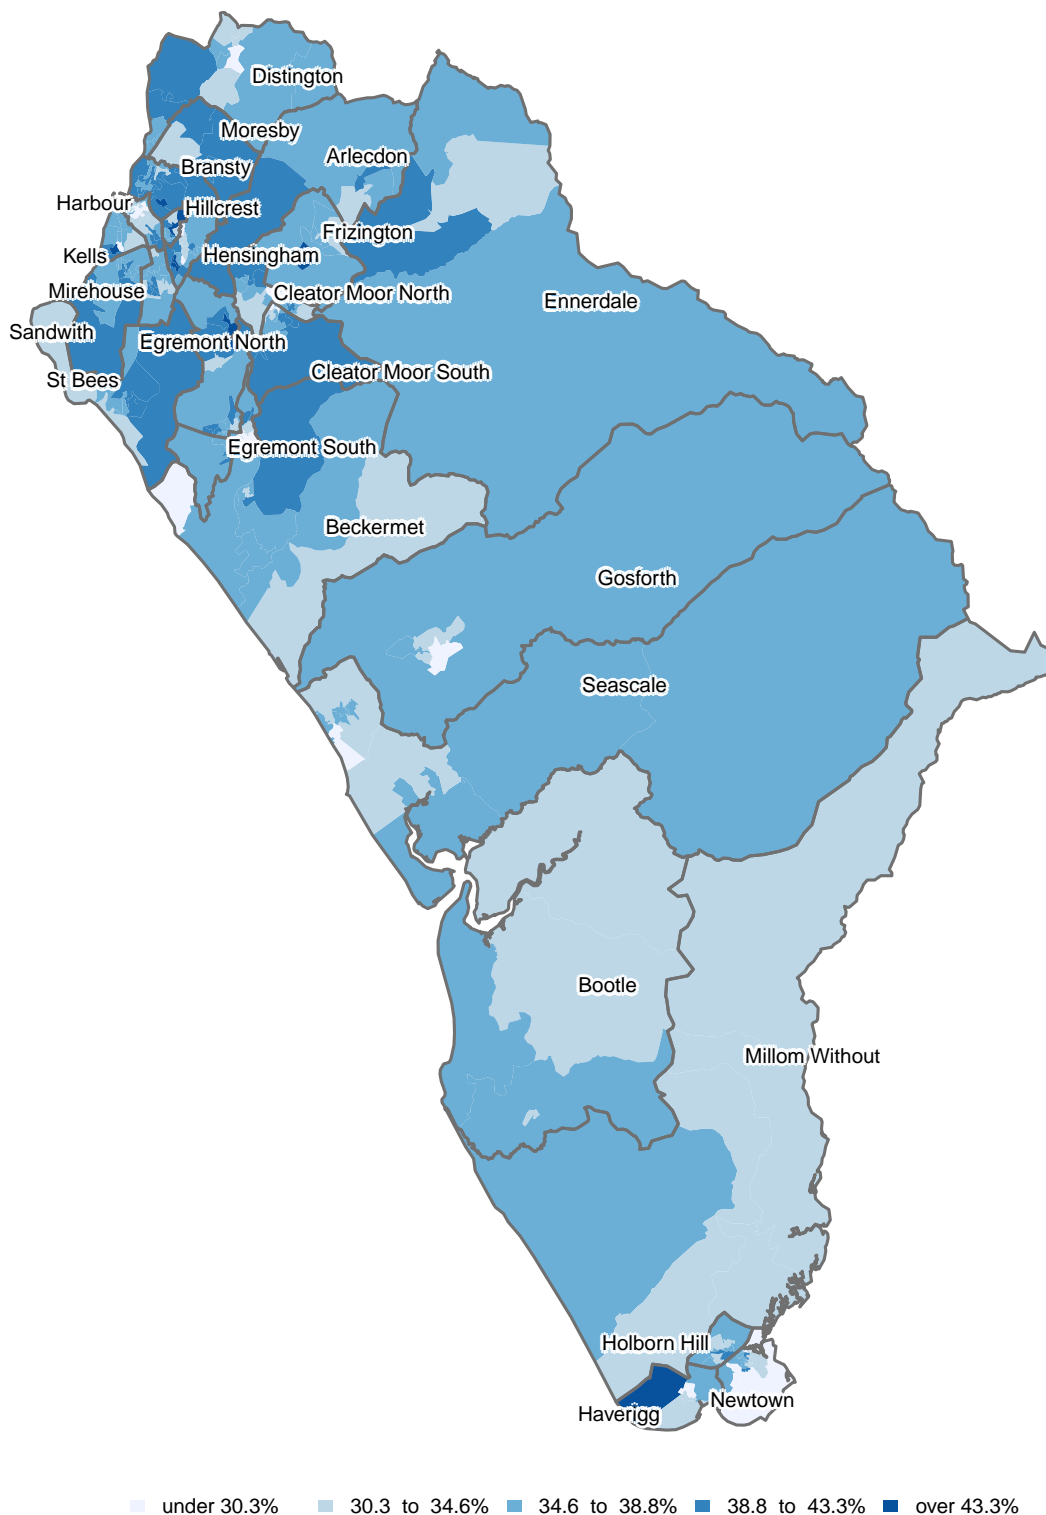 Distington
Moresby
Arlecdon
Bransty
Harbour
Hillcrest
Frizington
Kells
Hensingham
Mirehouse
Cleator Moor North
Ennerdale
Sandwith
Egremont North
St Bees
Cleator Moor South
Egremont South
Beckermet
Gosforth
Seascale
Bootle
Millom Without
Holborn Hill
Newtown
Haverigg
under 30.3% 30.3 to 34.6% 34.6 to 38.8% 38.8 to 43.3% over 43.3%